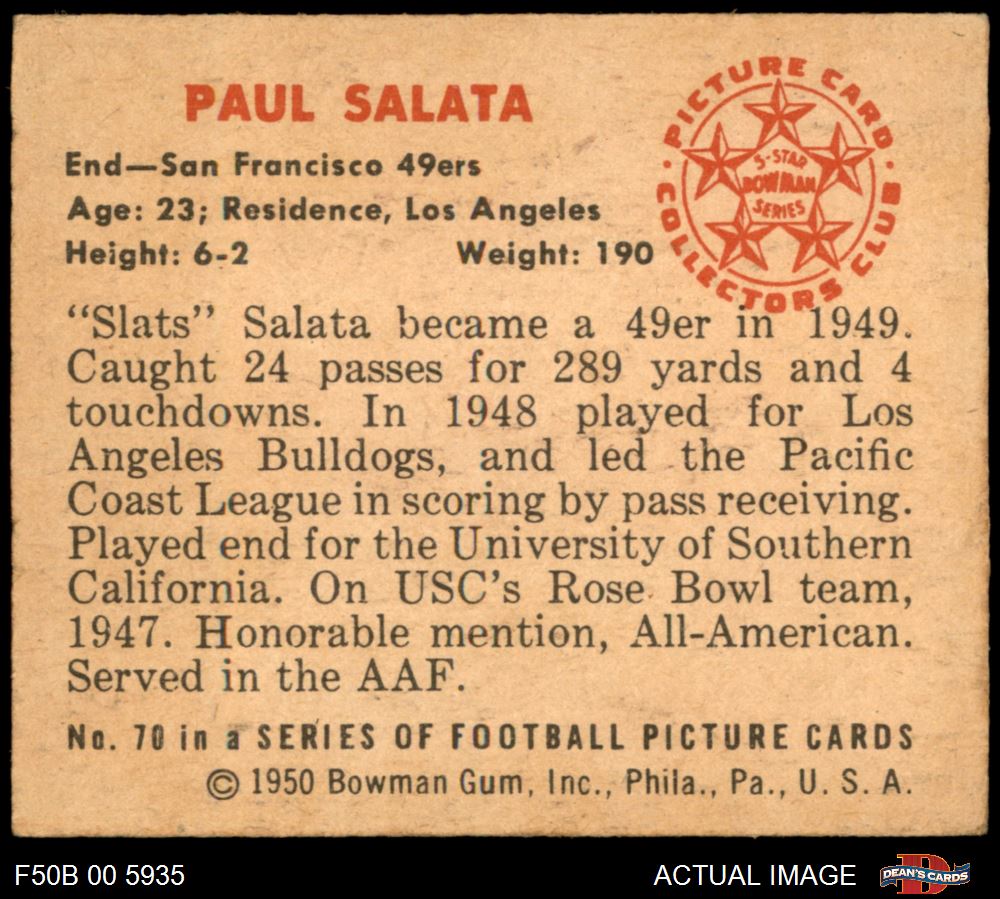 PAUL SALATA
End—San Francisco 49ers
Age: 23; Residence, Los Angeles
Height: 6-2 Weight: 190
PICTURE CARD
COLLECTORS CLUB
5-STAR
BOWMAN
SERIES
“Slats” Salata became a 49er in 1949.
Caught 24 passes for 289 yards and 4
touchdowns. In 1948 played for Los
Angeles Bulldogs, and led the Pacific
Coast League in scoring by pass receiving.
Played end for the University of Southern
California. On USC’s Rose Bowl team,
1947. Honorable mention, All-American.
Served in the AAF.
No. 70 in a SERIES OF FOOTBALL PICTURE CARDS
© 1950 Bowman Gum, Inc., Phila., Pa., U. S. A.
F50B 00 5935 ACTUAL IMAGE D DEAN'S CARDS